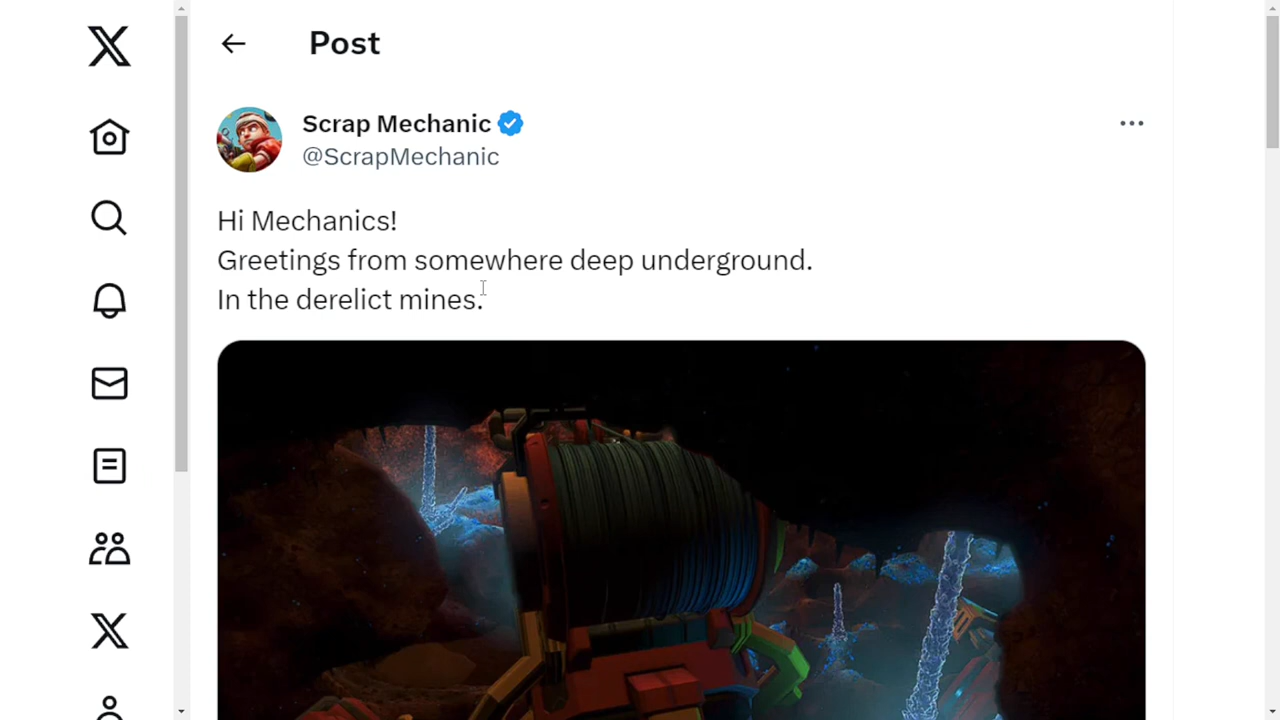 Post
Scrap Mechanic
@ScrapMechanic
Hi Mechanics!
Greetings from somewhere deep underground.
In the derelict mines.